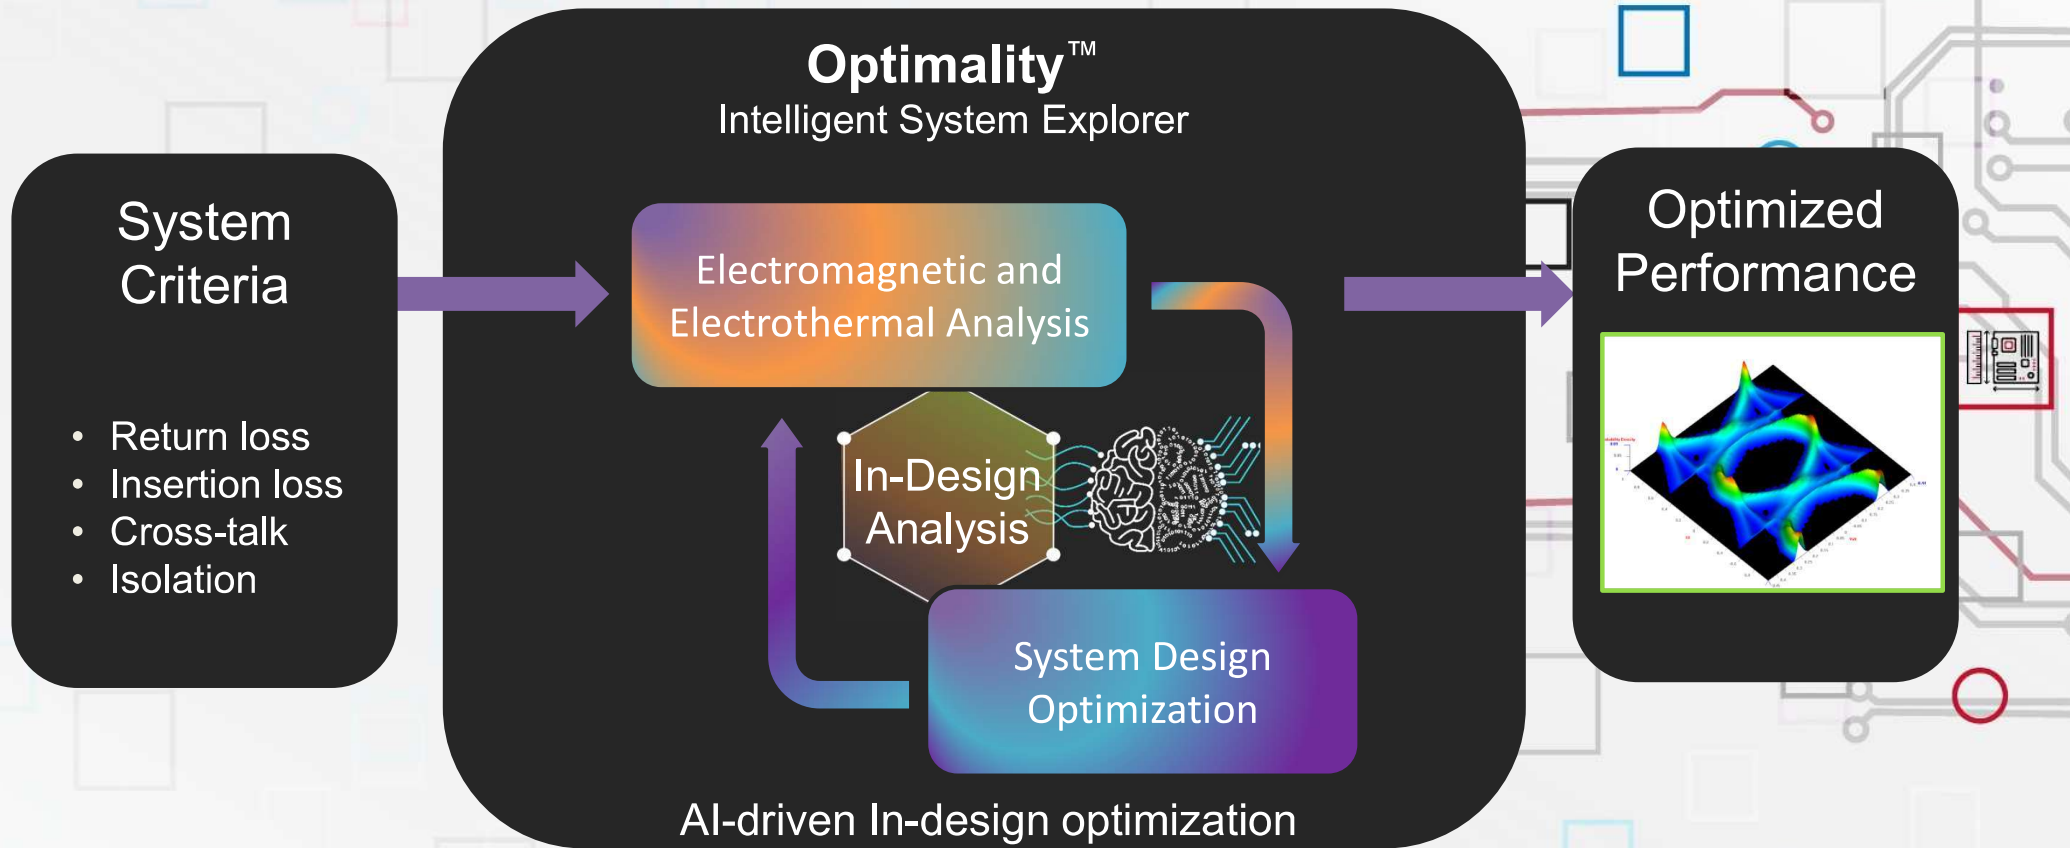 Optimality™
Intelligent System Explorer
System
Criteria
• Return loss
• Insertion loss
• Cross-talk
• Isolation
Electromagnetic and
Electrothermal Analysis
In-Design
Analysis
System Design
Optimization
AI-driven In-design optimization
Optimized
Performance